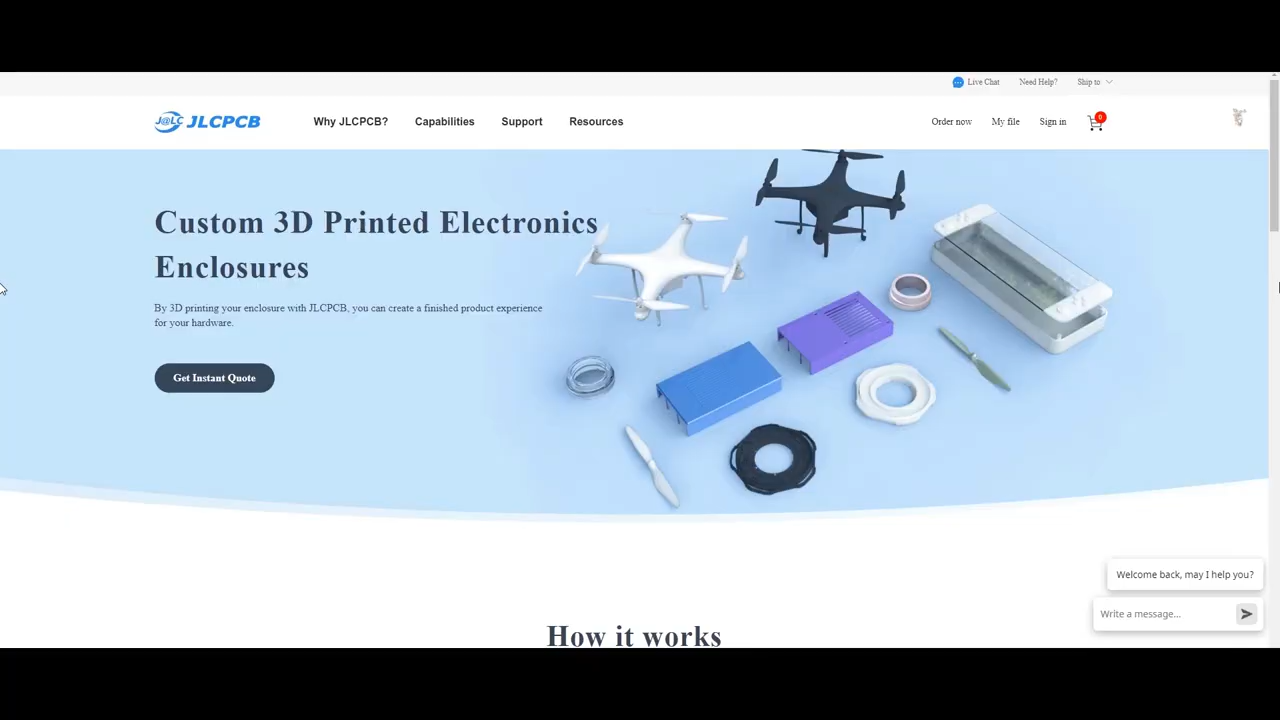 Live Chat
Need Help?
Ship to
J@LC JLCPCB
Why JLCPCB?
Capabilities
Support
Resources
Order now
My file
Sign in
0
Custom 3D Printed Electronics
Enclosures
By 3D printing your enclosure with JLCPCB, you can create a finished product experience
for your hardware.
Get Instant Quote
Welcome back, may I help you?
Write a message...
How it works